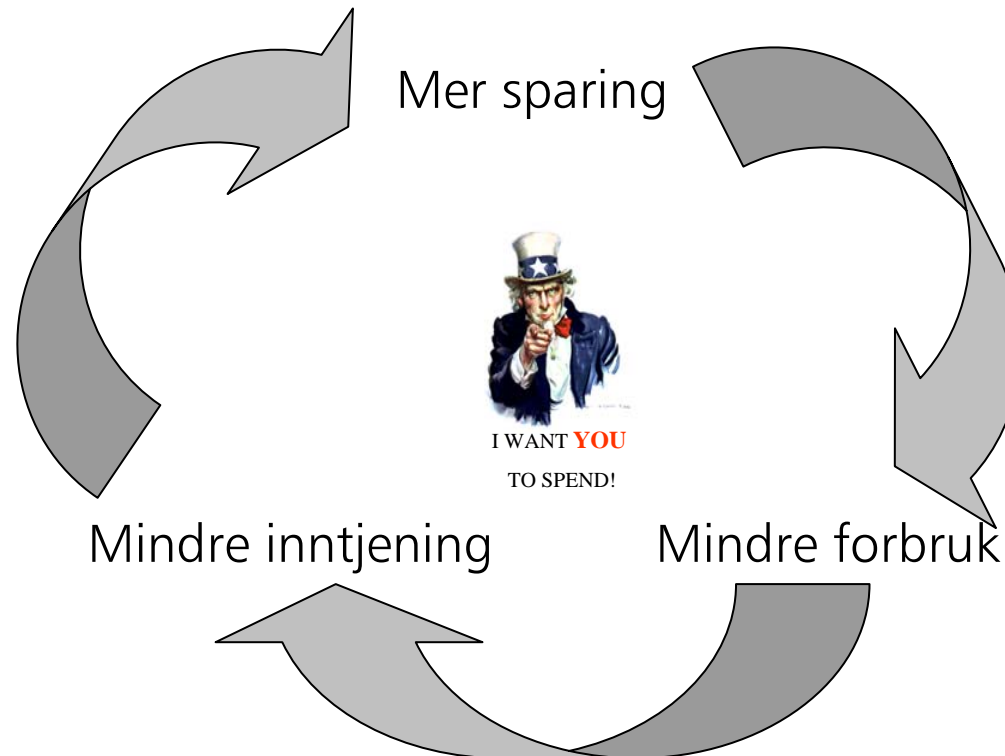 Mer sparing
I WANT YOU
TO SPEND!
Mindre inntjening
Mindre forbruk